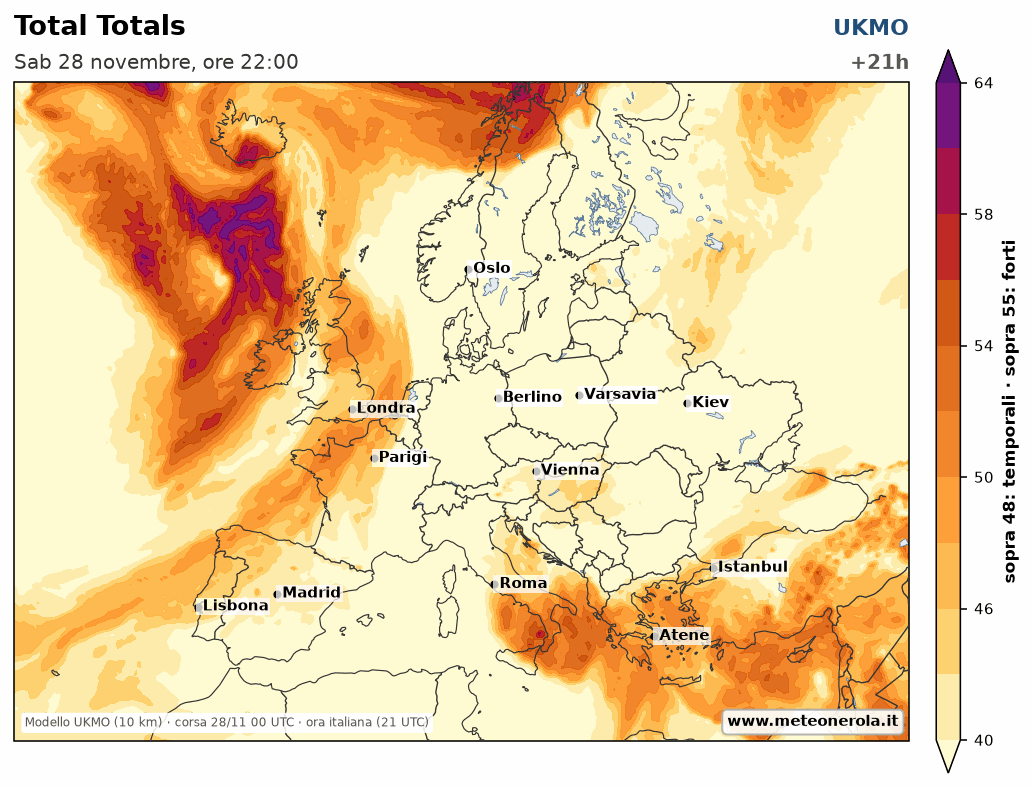 Total Totals
UKMO
Sab 28 novembre, ore 22:00
+21h
64
58
54
50
46
40
sopra 48: temporali · sopra 55: forti
Oslo
Berlino
Varsavia
Kiev
Londra
Parigi
Vienna
Istanbul
Roma
Madrid
Lisbona
Atene
Modello UKMO (10 km) · corsa 28/11 00 UTC · ora italiana (21 UTC)
www.meteonerola.it